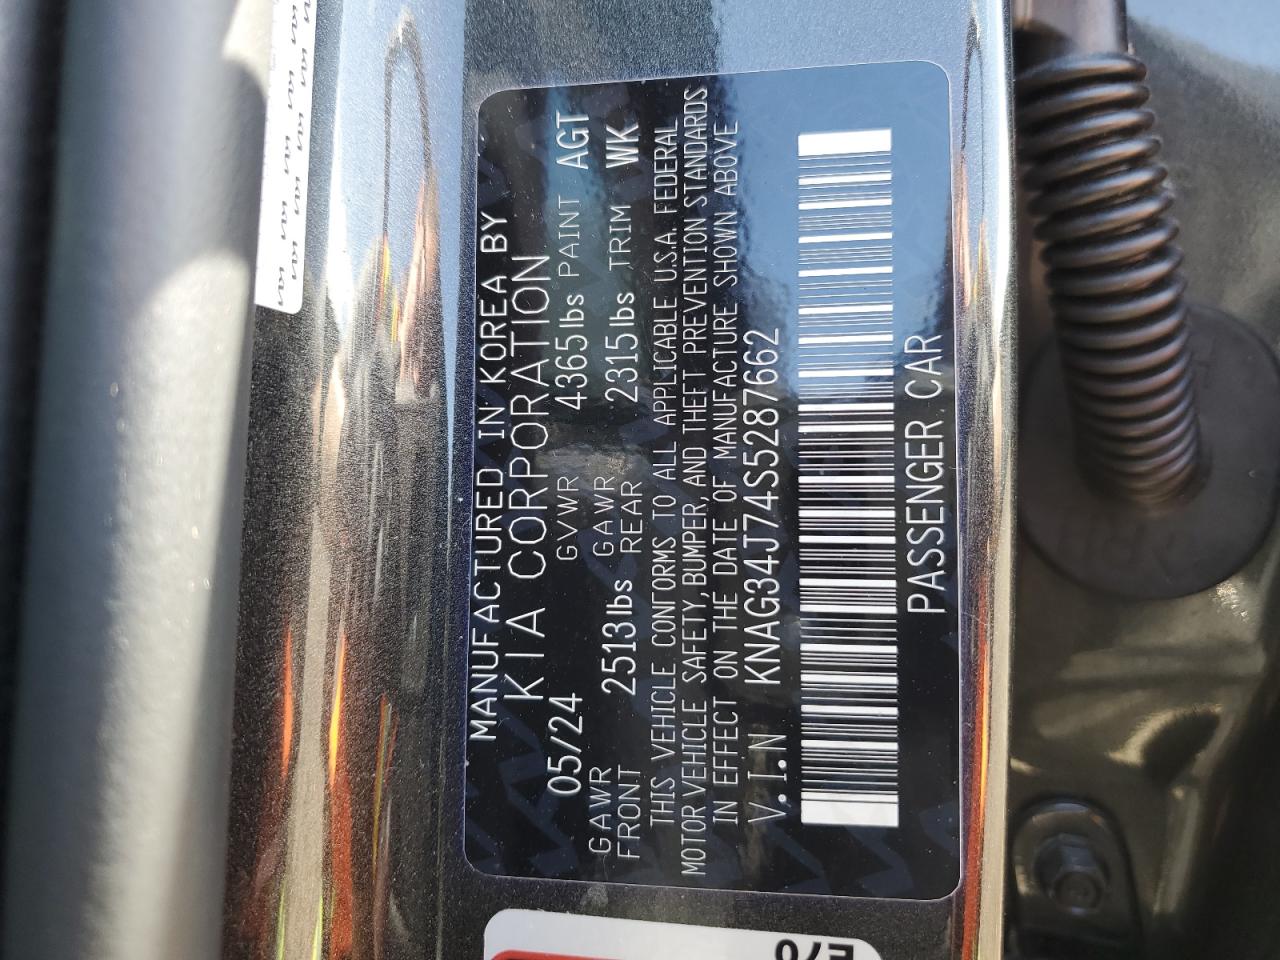 MANUFACTURED IN KOREA BY
KIA CORPORATION
05/24 GVWR 4365lbs PAINT AGT
GAWR FRONT 2513lbs GAWR REAR 2315lbs TRIM WK
THIS VEHICLE CONFORMS TO ALL APPLICABLE U.S.A. FEDERAL
MOTOR VEHICLE SAFETY, BUMPER, AND THEFT PREVENTION STANDARDS
IN EFFECT ON THE DATE OF MANUFACTURE SHOWN ABOVE
V.I.N KNAG34J74S5287662
PASSENGER CAR